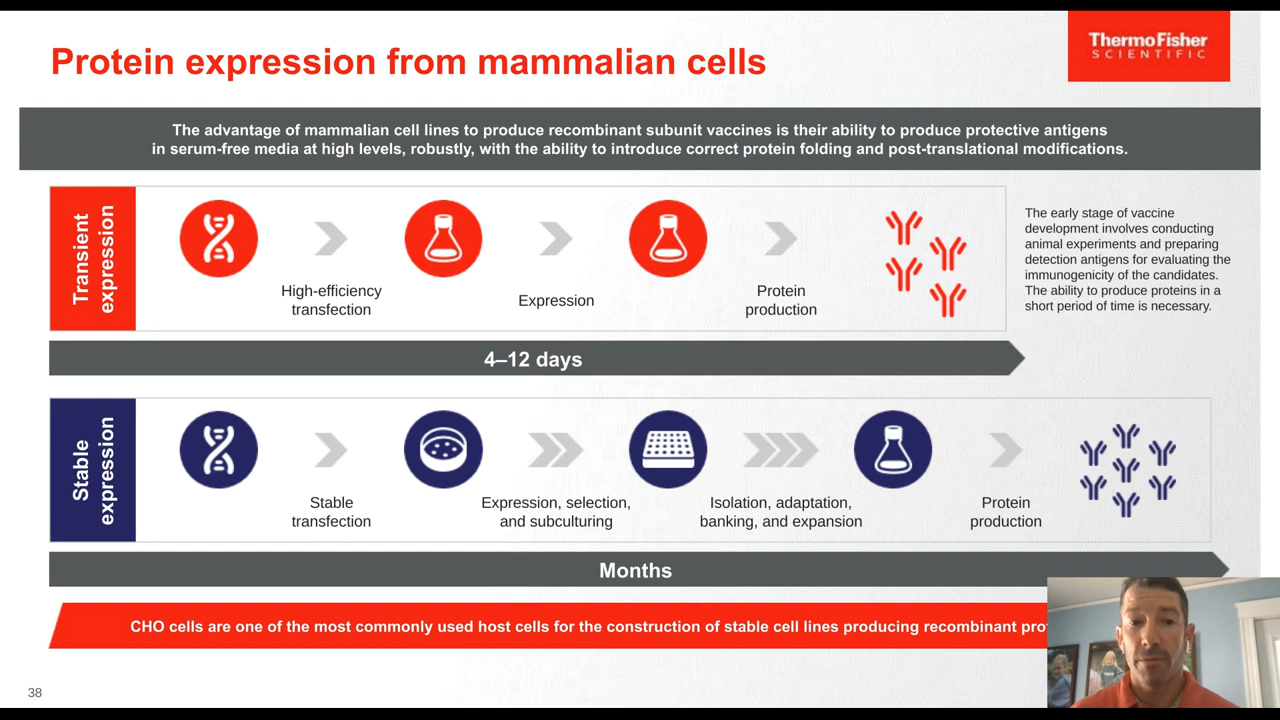 Protein expression from mammalian cells
ThermoFisher
SCIENTIFIC
The advantage of mammalian cell lines to produce recombinant subunit vaccines is their ability to produce protective antigens
in serum-free media at high levels, robustly, with the ability to introduce correct protein folding and post-translational modifications.
Transient
expression
High-efficiency
transfection
Expression
Protein
production
The early stage of vaccine
development involves conducting
animal experiments and preparing
detection antigens for evaluating the
immunogenicity of the candidates.
The ability to produce proteins in a
short period of time is necessary.
4–12 days
Stable
expression
Stable
transfection
Expression, selection,
and subculturing
Isolation, adaptation,
banking, and expansion
Protein
production
Months
CHO cells are one of the most commonly used host cells for the construction of stable cell lines producing recombinant
38